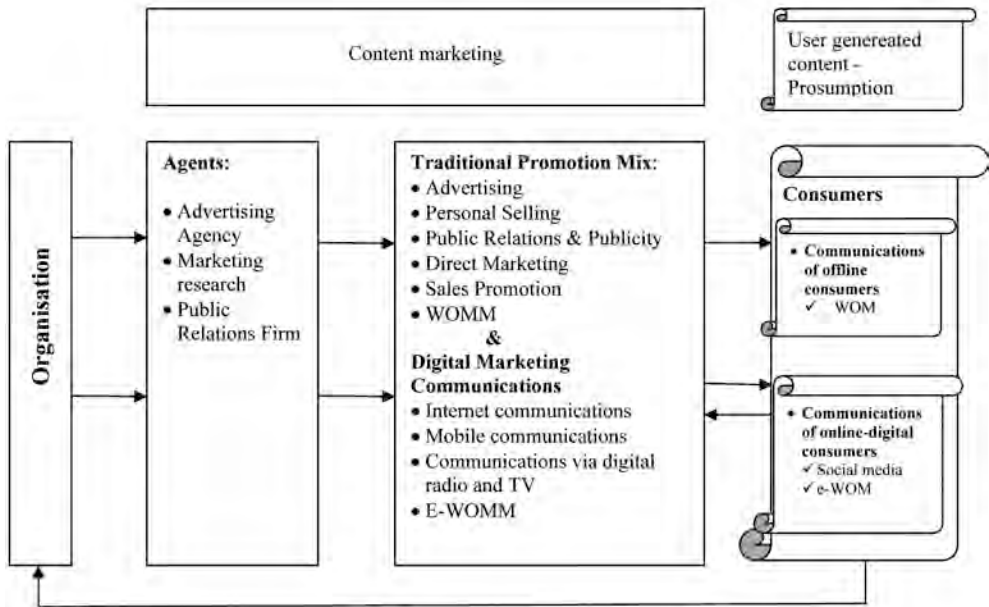 Content marketing
User genereated
content -
Prosumption
Organisation
Agents:
• Advertising
Agency
• Marketing
research
• Public
Relations Firm
Traditional Promotion Mix:
• Advertising
• Personal Selling
• Public Relations & Publicity
• Direct Marketing
• Sales Promotion
• WOMM
&
Digital Marketing
Communications
• Internet communications
• Mobile communications
• Communications via digital
radio and TV
• E-WOMM
Consumers
• Communications
of offline
consumers
✓ WOM
• Communications
of online-digital
consumers
✓ Social media
✓ e-WOM